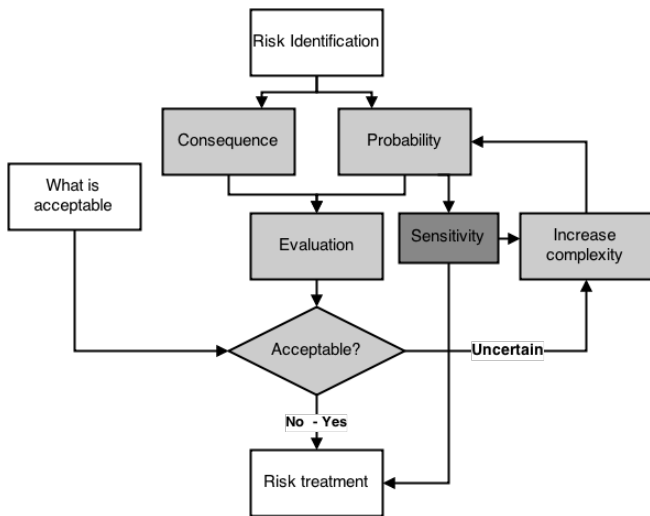 Risk Identification
Consequence
Probability
What is
acceptable
Evaluation
Sensitivity
Increase
complexity
Acceptable?
Uncertain
No - Yes
Risk treatment